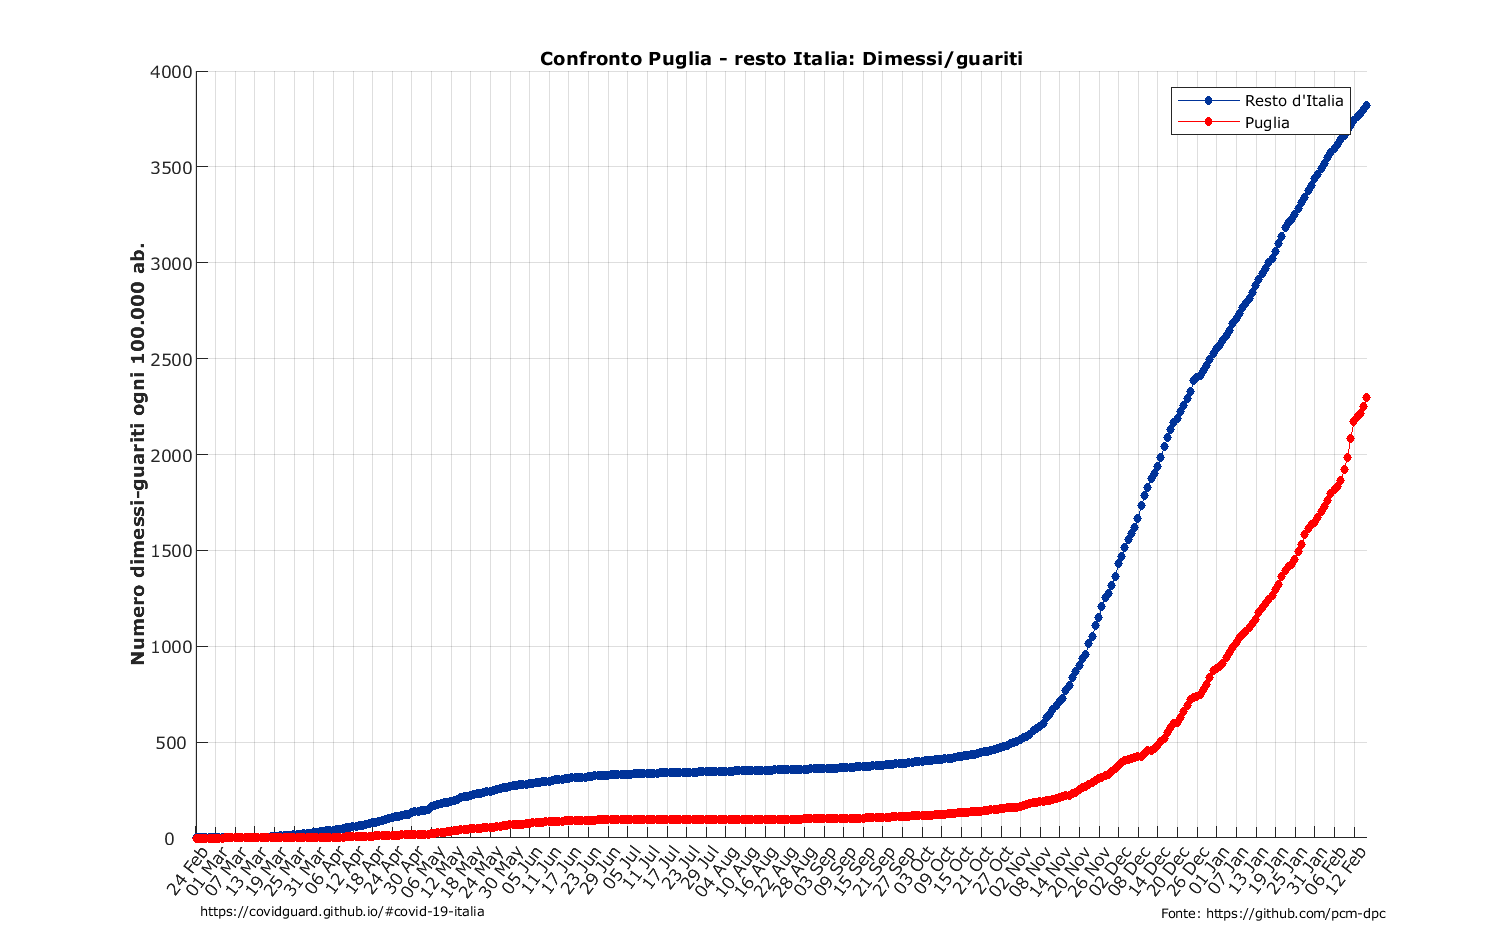 Confronto Puglia - resto Italia: Dimessi/guariti
Numero dimessi-guariti ogni 100.000 ab.
4000
3500
3000
2500
2000
1500
1000
500
0
Resto d'Italia
Puglia
24 Feb
01 Mar
07 Mar
13 Mar
19 Mar
25 Mar
31 Mar
06 Apr
12 Apr
18 Apr
24 Apr
30 Apr
06 May
12 May
18 May
24 May
30 May
05 Jun
11 Jun
17 Jun
23 Jun
29 Jun
05 Jul
11 Jul
17 Jul
23 Jul
29 Jul
04 Aug
10 Aug
16 Aug
22 Aug
28 Aug
03 Sep
09 Sep
15 Sep
21 Sep
27 Sep
03 Oct
09 Oct
15 Oct
21 Oct
27 Oct
02 Nov
08 Nov
14 Nov
20 Nov
26 Nov
02 Dec
08 Dec
14 Dec
20 Dec
26 Dec
01 Jan
07 Jan
13 Jan
19 Jan
25 Jan
31 Jan
06 Feb
12 Feb
https://covidguard.github.io/#covid-19-italia
Fonte: https://github.com/pcm-dpc